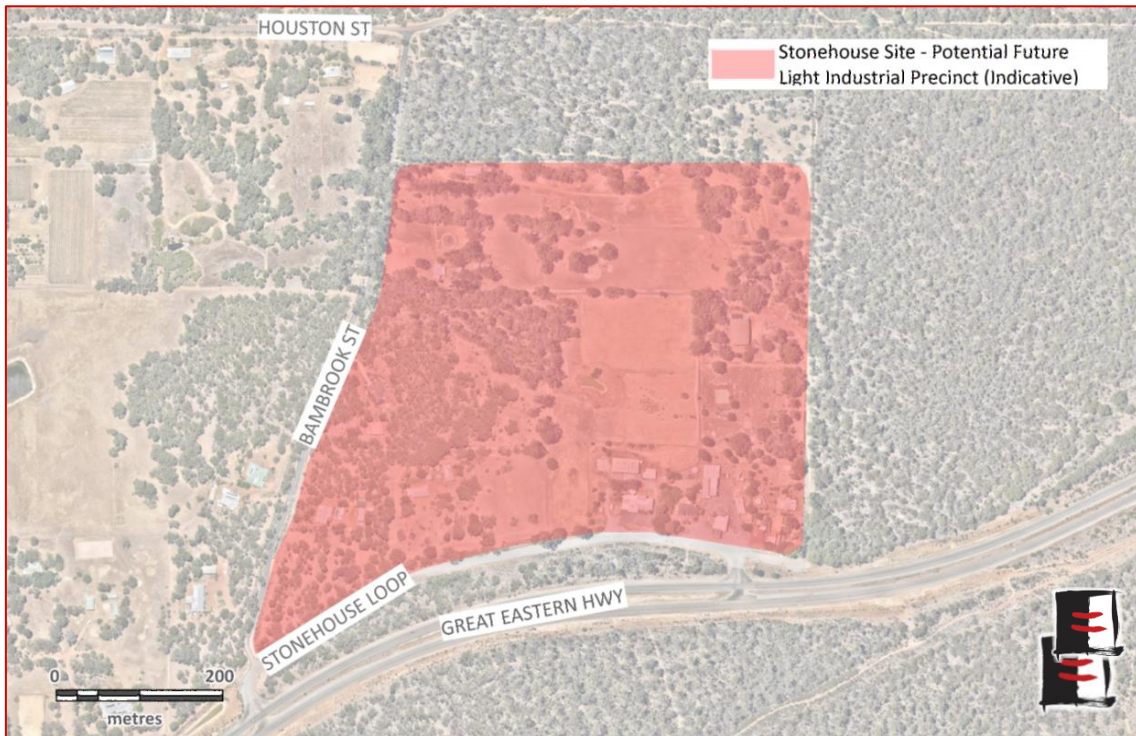 HOUSTON ST
Stonehouse Site - Potential Future
Light Industrial Precinct (Indicative)
BAMBROOK ST
STONEHOUSE LOOP
GREAT EASTERN HWY
0 200
metres